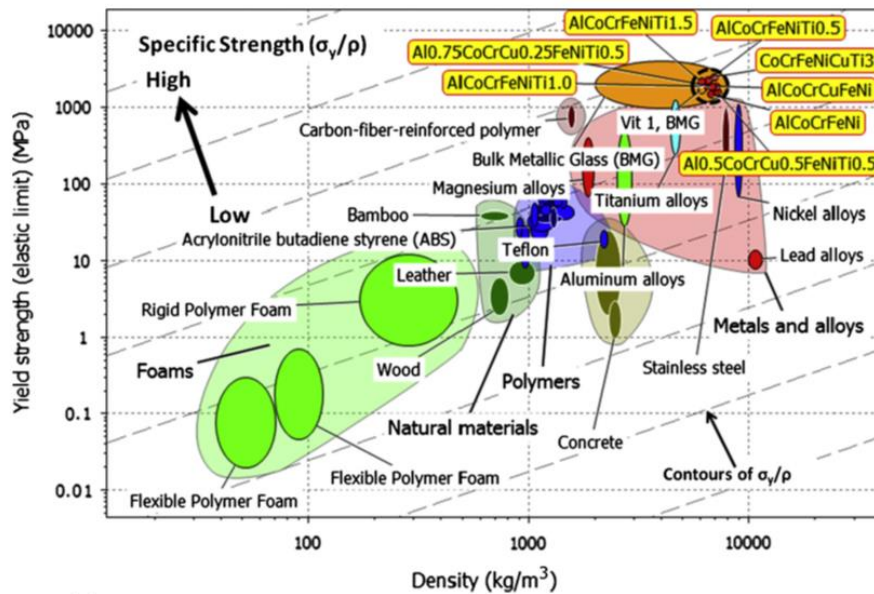 AlCoCrFeNiTi1.5
AlCoCrFeNiTi0.5
Specific Strength (σy/ρ)
High
Al0.75CoCrCu0.25FeNiTi0.5
CoCrFeNiCuTi3
AlCoCrFeNiTi1.0
AlCoCrCuFeNi
Carbon-fiber-reinforced polymer
Vit 1, BMG
AlCoCrFeNi
Bulk Metallic Glass (BMG)
Al0.5CoCrCu0.5FeNiTi0.5
Magnesium alloys
Titanium alloys
Low
Bamboo
Nickel alloys
Acrylonitrile butadiene styrene (ABS)
Teflon
Leather
Aluminum alloys
Lead alloys
Rigid Polymer Foam
Metals and alloys
Foams
Wood
Polymers
Stainless steel
Natural materials
Concrete
Flexible Polymer Foam
Contours of σy/ρ
Flexible Polymer Foam
Yield strength (elastic limit) (MPa)
10000
1000
100
10
1
0.1
0.01
100
1000
10000
Density (kg/m³)